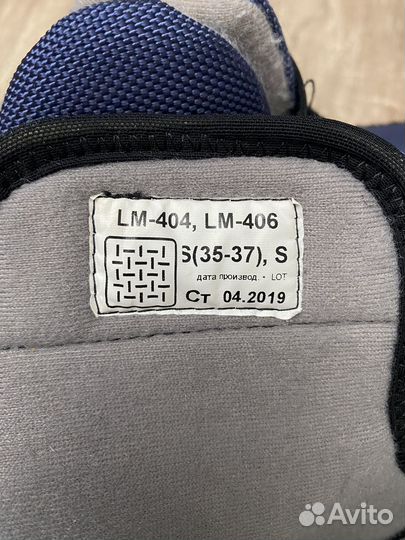 LM-404, LM-406
S(35-37), S
дата производ. - LOT
Ст 04.2019
Avito